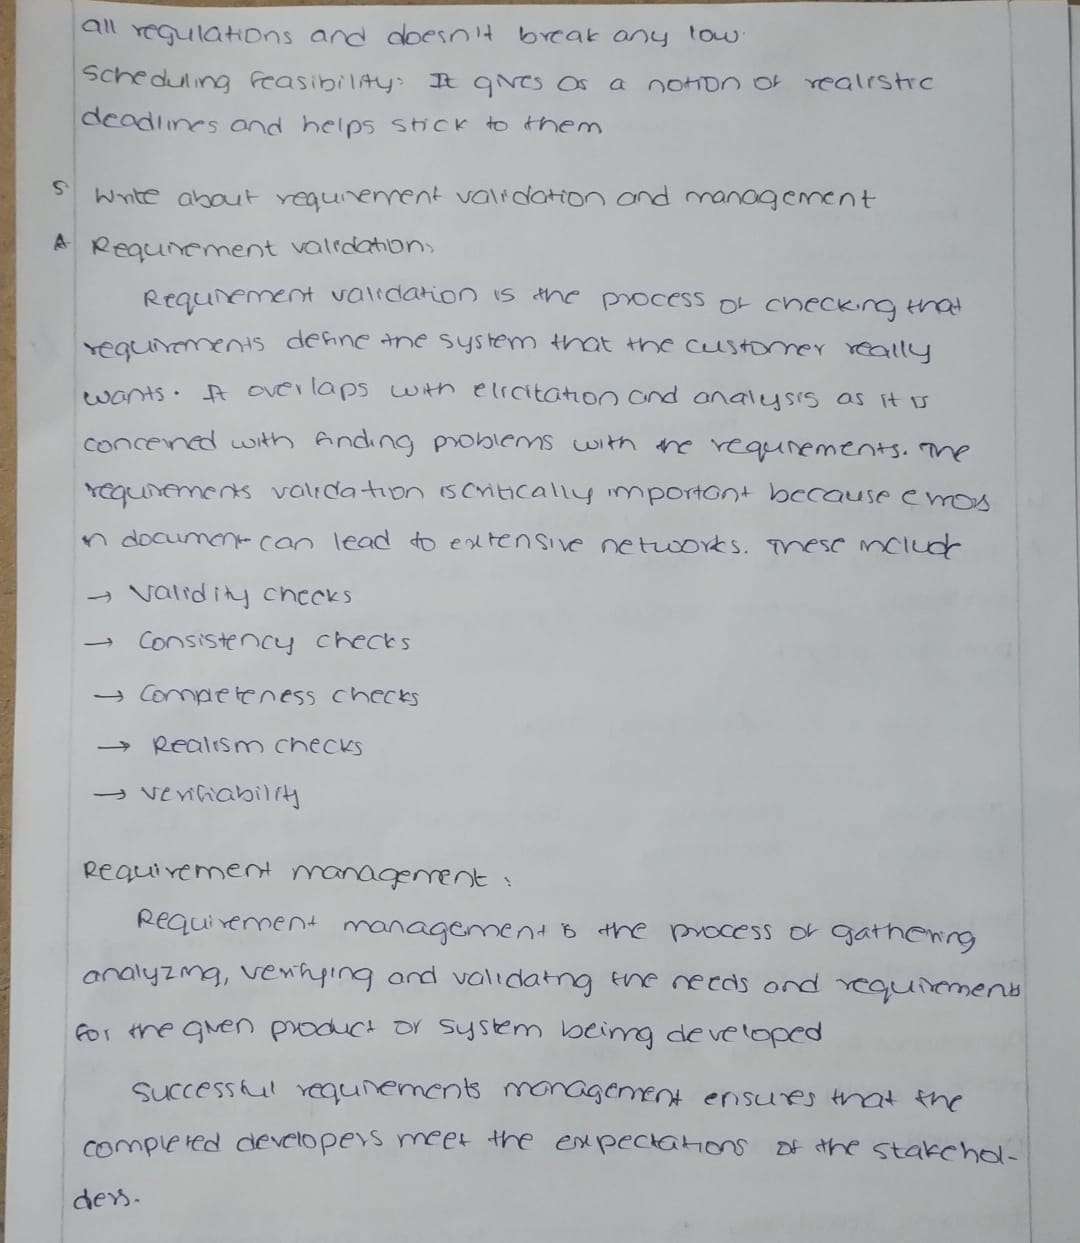 all regulations and doesn't break any low.
Scheduling feasibility: It gives as a notion of realistic
deadlines and helps stick to them
5. Write about requirement validation and management
A Requirement validation:
Requirement validation is the process of checking that
requirements define the system that the customer really
wants. It overlaps with elicitation and analysis as it is
concerned with finding problems with the requirements. The
requirements validation is critically important because errors
in document can lead to extensive networks. These include
→ Validity checks
→ Consistency checks
→ Competeness checks
→ Realism checks
→ Verifiability
Requirement management:
Requirement management is the process of gathering
analyzing, verifying and validating the needs and requirements
for the given product or system being developed
Successful requirements management ensures that the
completed developers meet the expectations of the stakehol-
ders.